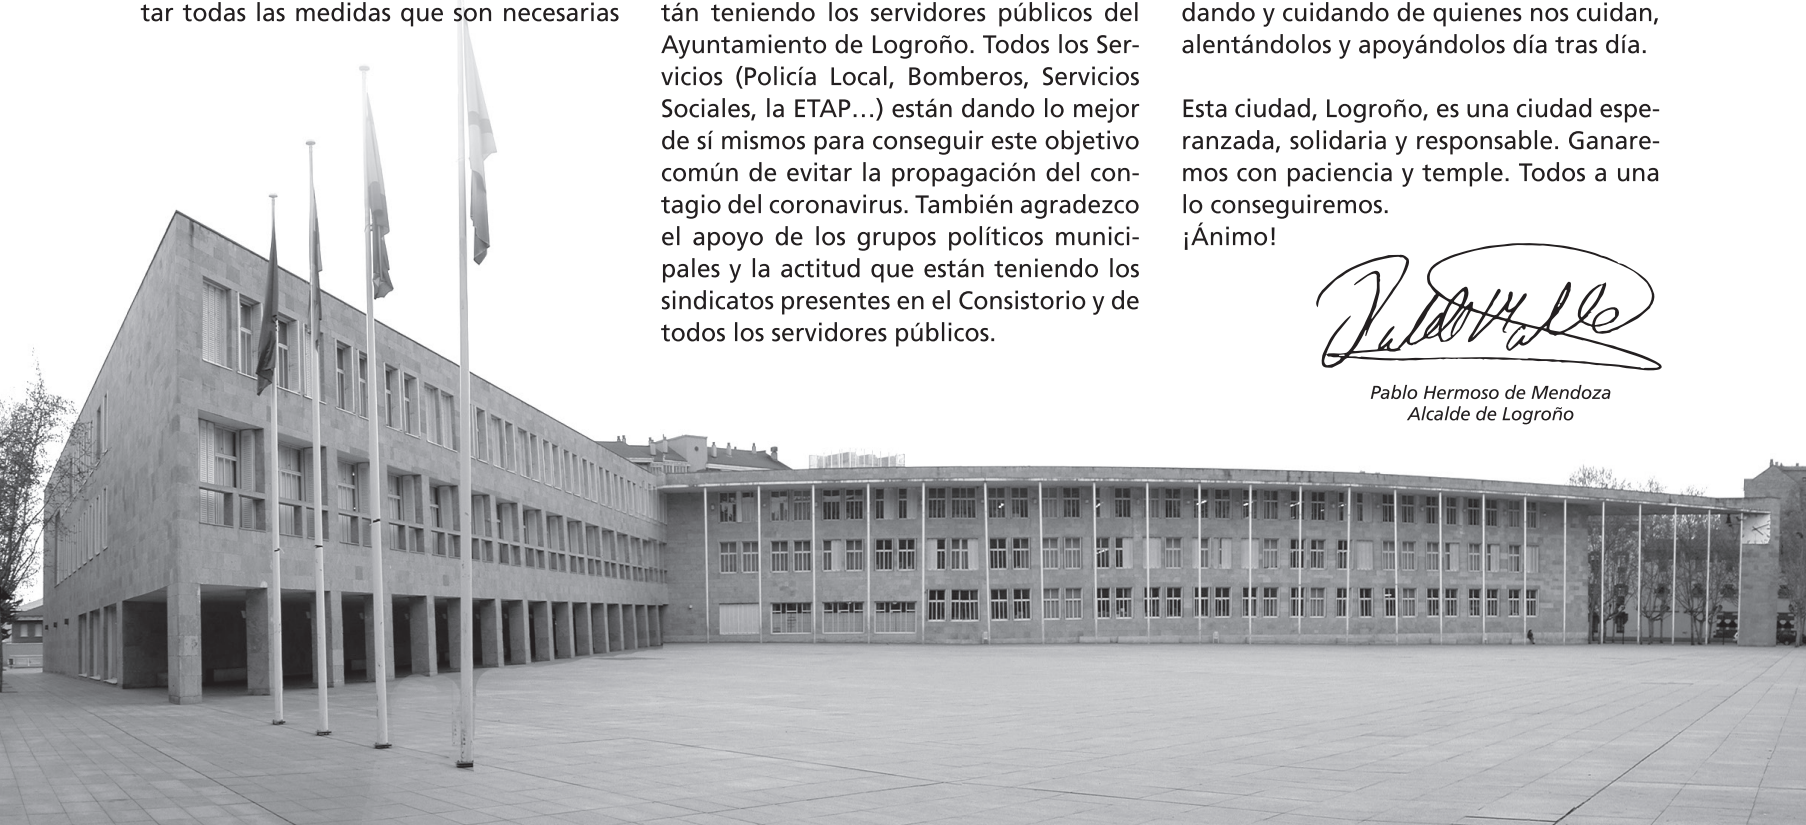 tar todas las medidas que son necesarias
tán teniendo los servidores públicos del
Ayuntamiento de Logroño. Todos los Ser-
vicios (Policía Local, Bomberos, Servicios
Sociales, la ETAP…) están dando lo mejor
de sí mismos para conseguir este objetivo
común de evitar la propagación del con-
tagio del coronavirus. También agradezco
el apoyo de los grupos políticos munici-
pales y la actitud que están teniendo los
sindicatos presentes en el Consistorio y de
todos los servidores públicos.
dando y cuidando de quienes nos cuidan,
alentándolos y apoyándolos día tras día.
Esta ciudad, Logroño, es una ciudad espe-
ranzada, solidaria y responsable. Ganare-
mos con paciencia y temple. Todos a una
lo conseguiremos.
¡Ánimo!
Pablo Hermoso de Mendoza
Alcalde de Logroño